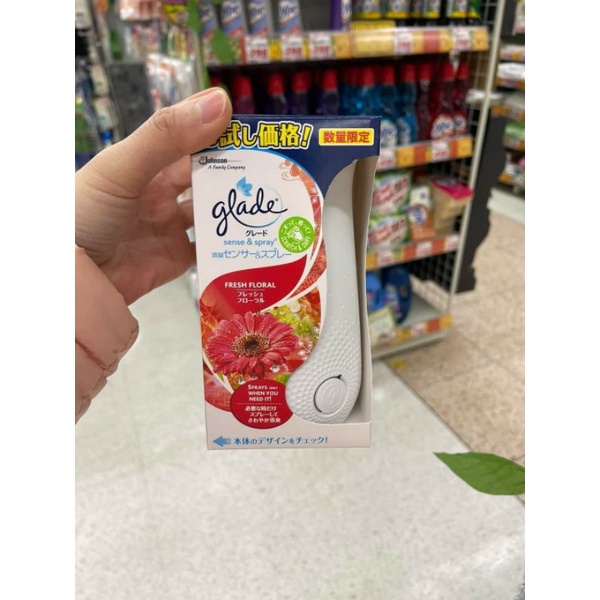 お試し価格!
数量限定
Johnson
A Family Company
glade
グレード
sense & spray
消臭センサー&スプレー
FRESH FLORAL
フレッシュ
フローラル
SPRAYS ONLY
WHEN YOU
NEED IT!
必要な時だけ
スプレーして
さわやか消臭
本体のデザインをチェック!